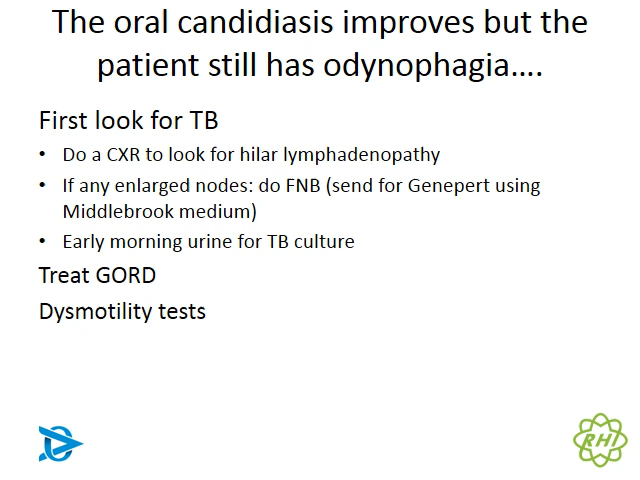 The oral candidiasis improves but the
patient still has odynophagia….
First look for TB
• Do a CXR to look for hilar lymphadenopathy
• If any enlarged nodes: do FNB (send for Genepert using
Middlebrook medium)
• Early morning urine for TB culture
Treat GORD
Dysmotility tests
RHI